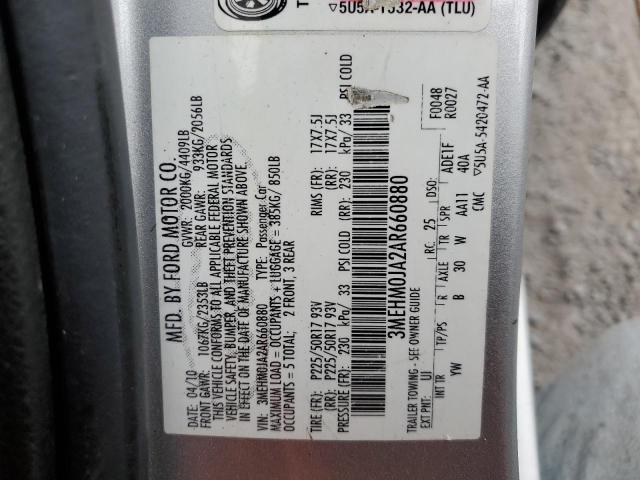 5U5A-1532-AA (TLU)
MFD. BY FORD MOTOR CO.
DATE: 04/10 GVWR: 2000KG/4409LB
FRONT GAWR: 1067KG/2353LB REAR GAWR: 933KG/2056LB
THIS VEHICLE CONFORMS TO ALL APPLICABLE FEDERAL MOTOR
VEHICLE SAFETY, BUMPER, AND THEFT PREVENTION STANDARDS
IN EFFECT ON THE DATE OF MANUFACTURE SHOWN ABOVE.
VIN: 3MEHM0JA2AR660880 TYPE: Passenger Car
MAXIMUM LOAD = OCCUPANTS + LUGGAGE = 385KG/ 850LB
OCCUPANTS = 5 TOTAL: 2 FRONT, 3 REAR
TIRE (FR): P225/50R17 93V RIMS (FR): 17X7.5J
(RR): P225/50R17 93V (RR): 17X7.5J
PRESSURE (FR): 230 kPa/ 33 PSI COLD (RR): 230 kPa/ 33 PSI COLD
3MEHM0JA2AR660880
TRAILER TOWING - SEE OWNER GUIDE F0048
R0027
EXT PNT: UI RC: 25 DSO:
INT TR TP/PS R AXLE TR SPR ADE1F
YW B 30 W AA11 40A
CMC
5U5A-5420472-AA